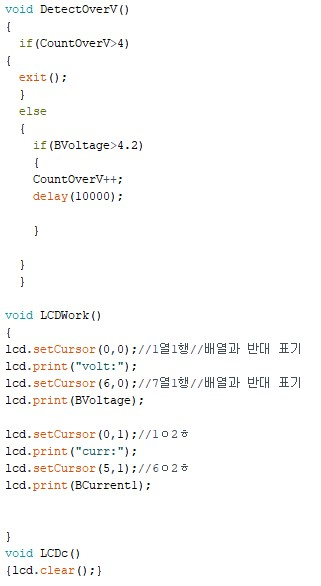 void DetectOverV()
{
if(CountOverV>4)
{
exit();
}
else
{
if(BVoltage>4.2)
{
CountOverV++;
delay(10000);
}
}
}
void LCDWork()
{
lcd.setCursor(0,0);//1열1행//배열과 반대 표기
lcd.print("volt:");
lcd.setCursor(6,0);//7열1행//배열과 반대 표기
lcd.print(BVoltage);
lcd.setCursor(0,1);//1ㅇ2ㅎ
lcd.print("curr:");
lcd.setCursor(5,1);//6ㅇ2ㅎ
lcd.print(BCurrent1);
}
void LCDc()
{lcd.clear();}